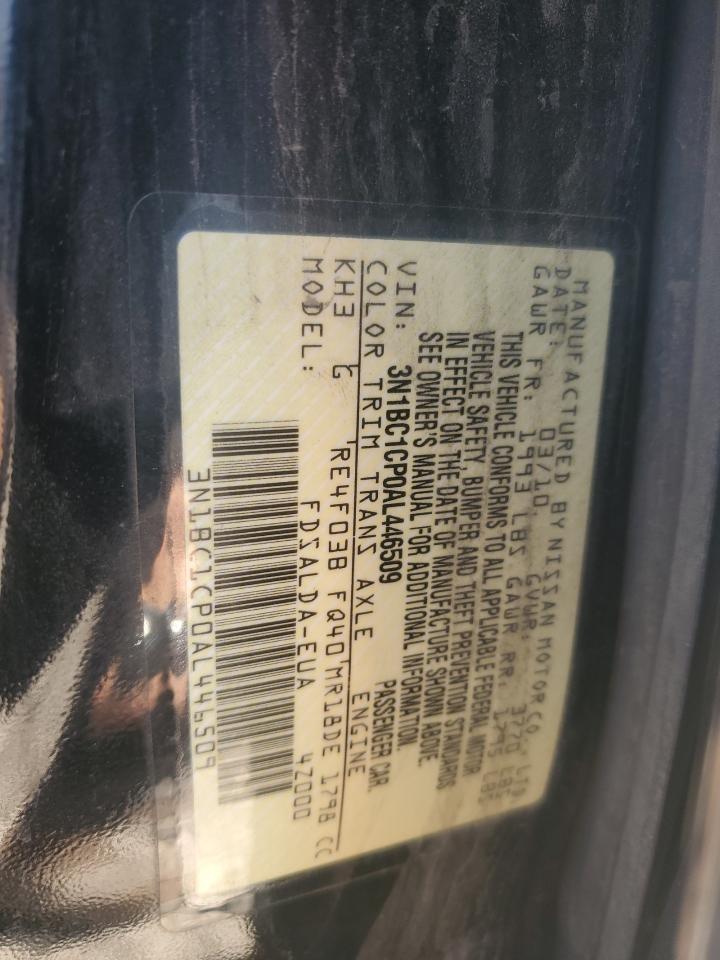 MANUFACTURED BY NISSAN MOTOR CO., LTD
DATE: 03/10 GVWR: 3770 LBS
GAWR FR: 1993 LBS GAWR RR: 1795 LBS
THIS VEHICLE CONFORMS TO ALL APPLICABLE FEDERAL MOTOR
VEHICLE SAFETY, BUMPER AND THEFT PREVENTION STANDARDS
IN EFFECT ON THE DATE OF MANUFACTURE SHOWN ABOVE.
SEE OWNER'S MANUAL FOR ADDITIONAL INFORMATION.
VIN: 3N1BC1CP0AL446509 PASSENGER CAR.
COLOR TRIM TRANS AXLE ENGINE
KH3 G RE4F03B FQ40 MR18DE 1798 CC
MODEL: FDSALDA-EUA 4Z000
3N1BC1CP0AL446509